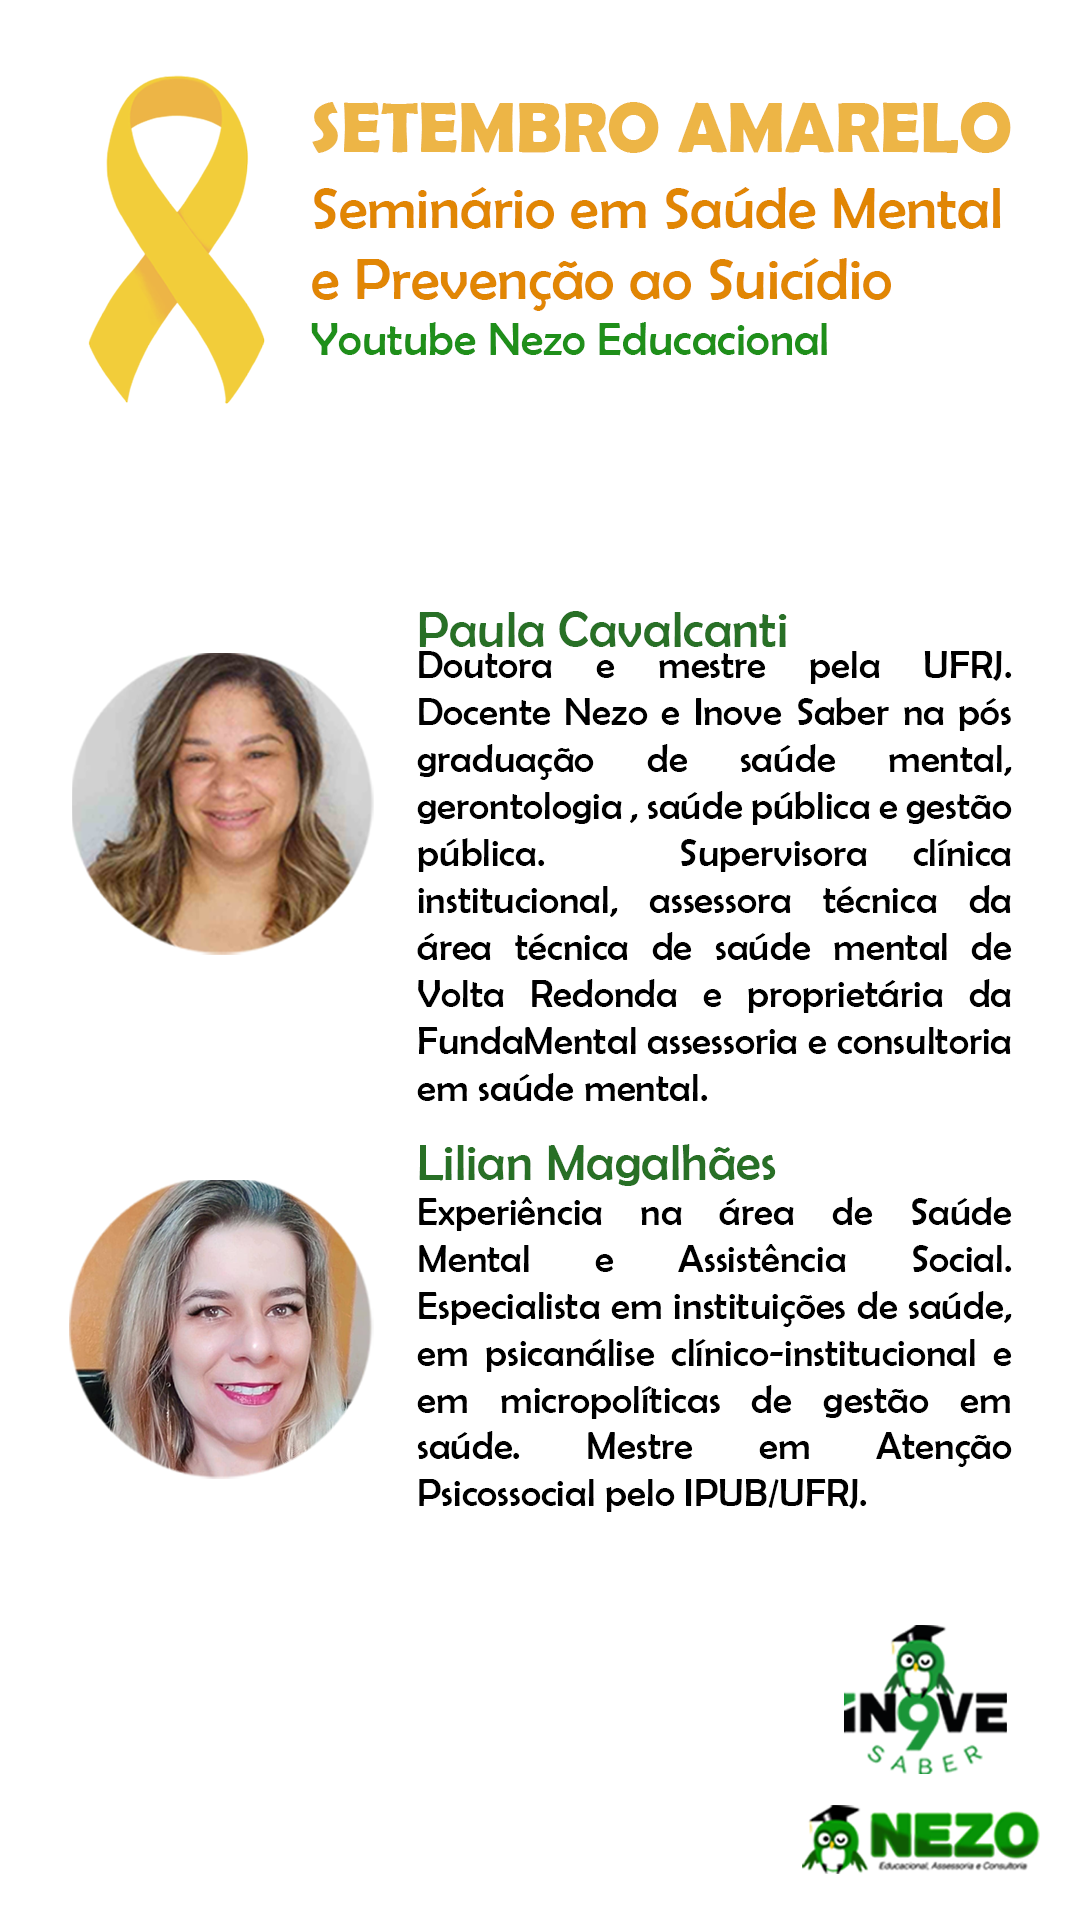 SETEMBRO AMARELO
Seminário em Saúde Mental
e Prevenção ao Suicídio
Youtube Nezo Educacional
Paula Cavalcanti
Doutora e mestre pela UFRJ.
Docente Nezo e Inove Saber na pós
graduação de saúde mental,
gerontologia , saúde pública e gestão
pública. Supervisora clínica
institucional, assessora técnica da
área técnica de saúde mental de
Volta Redonda e proprietária da
FundaMental assessoria e consultoria
em saúde mental.
Lilian Magalhães
Experiência na área de Saúde
Mental e Assistência Social.
Especialista em instituições de saúde,
em psicanálise clínico-institucional e
em micropolíticas de gestão em
saúde. Mestre em Atenção
Psicossocial pelo IPUB/UFRJ.
iN9VE
SABER
NEZO
Educacional, Assessoria e Consultoria